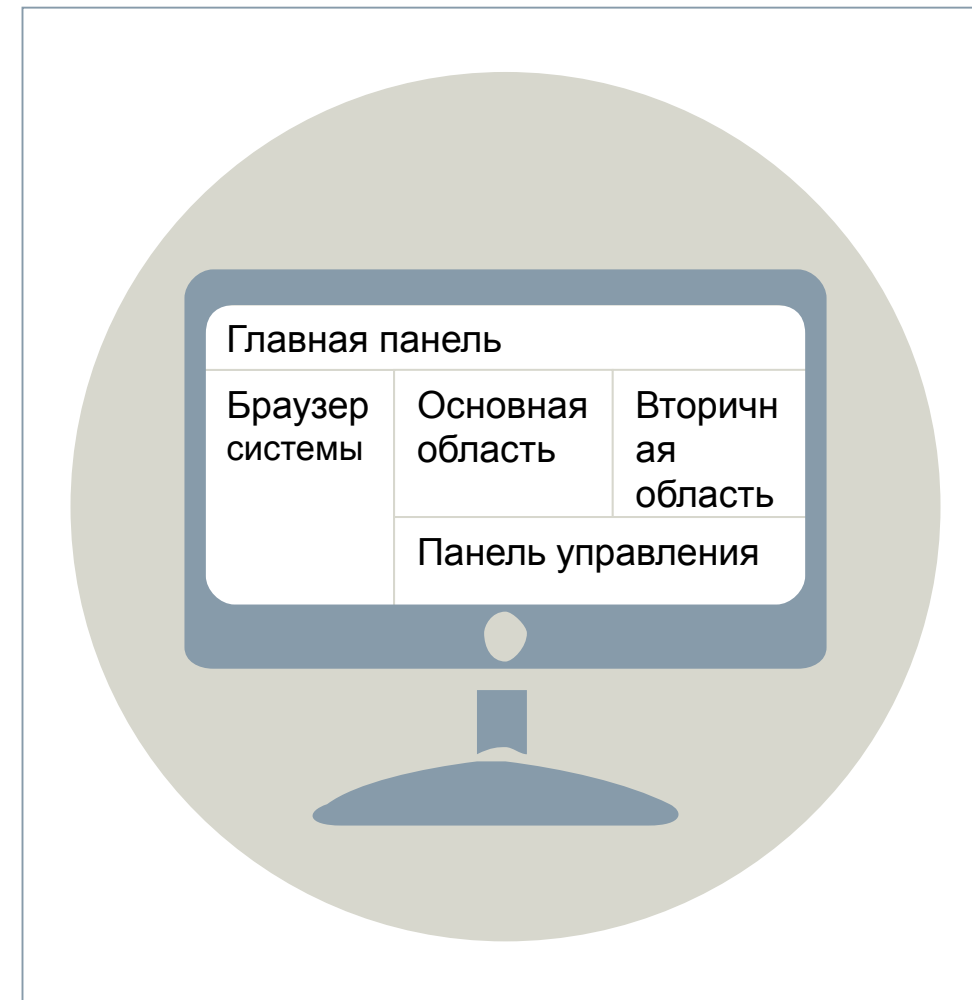 Главная панель
Браузер
системы
Основная
область
Вторичн
ая
область
Панель управления